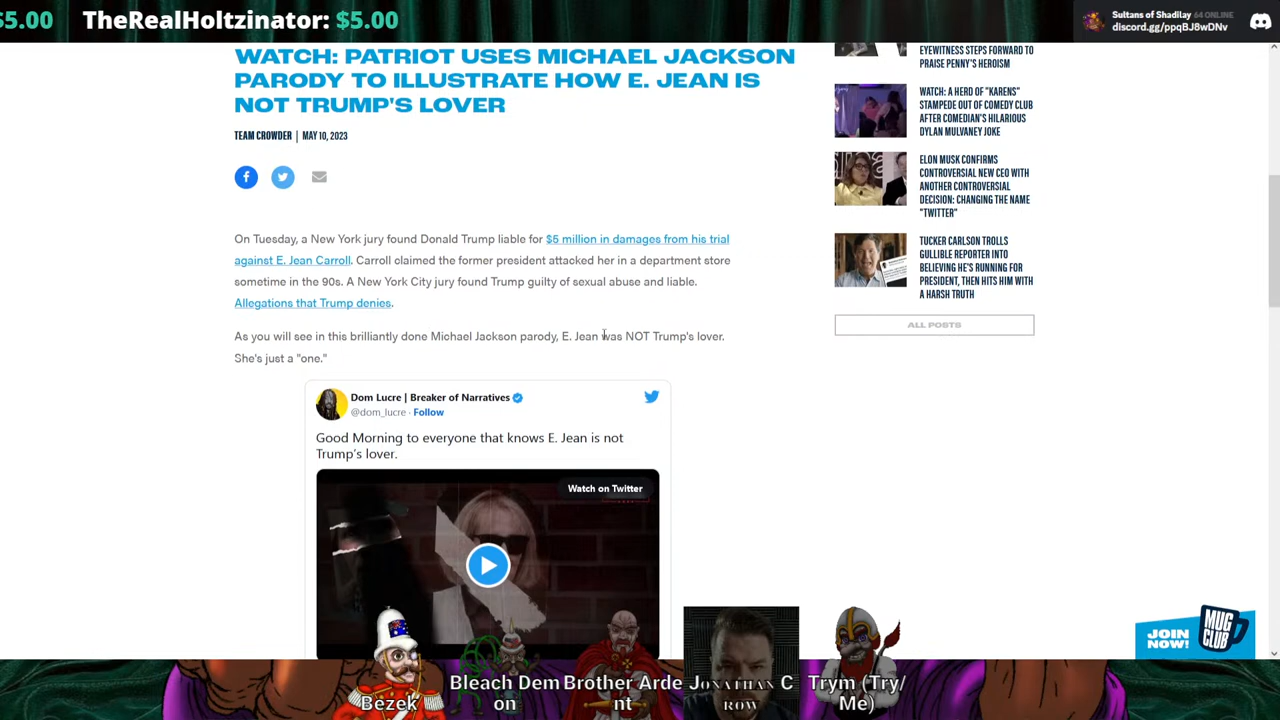 $5.00 TheRealHoltzinator: $5.00
Sultans of Shadilay 64 ONLINE
discord.gg/ppqBJ8wDNv
WATCH: PATRIOT USES MICHAEL JACKSON
PARODY TO ILLUSTRATE HOW E. JEAN IS
NOT TRUMP'S LOVER
TEAM CROWDER | MAY 10, 2023
On Tuesday, a New York jury found Donald Trump liable for $5 million in damages from his trial
against E. Jean Carroll. Carroll claimed the former president attacked her in a department store
sometime in the 90s. A New York City jury found Trump guilty of sexual abuse and liable.
Allegations that Trump denies.
As you will see in this brilliantly done Michael Jackson parody, E. Jean was NOT Trump's lover.
She's just a "one."
Dom Lucre | Breaker of Narratives
@dom_lucre · Follow
Good Morning to everyone that knows E. Jean is not
Trump's lover.
Watch on Twitter
EYEWITNESS STEPS FORWARD TO
PRAISE PENNY'S HEROISM
WATCH: A HERD OF "KARENS"
STAMPEDE OUT OF COMEDY CLUB
AFTER COMEDIAN'S HILARIOUS
DYLAN MULVANEY JOKE
ELON MUSK CONFIRMS
CONTROVERSIAL NEW CEO WITH
ANOTHER CONTROVERSIAL
DECISION: CHANGING THE NAME
"TWITTER"
TUCKER CARLSON TROLLS
GULLIBLE REPORTER INTO
BELIEVING HE'S RUNNING FOR
PRESIDENT, THEN HITS HIM WITH
A HARSH TRUTH
ALL POSTS
JOIN
NOW!
MUG
CLUB
Bezek
Bleach Dem
on
Brother Arde
nt
Jonathan C
row
Trym (Try/
Me)